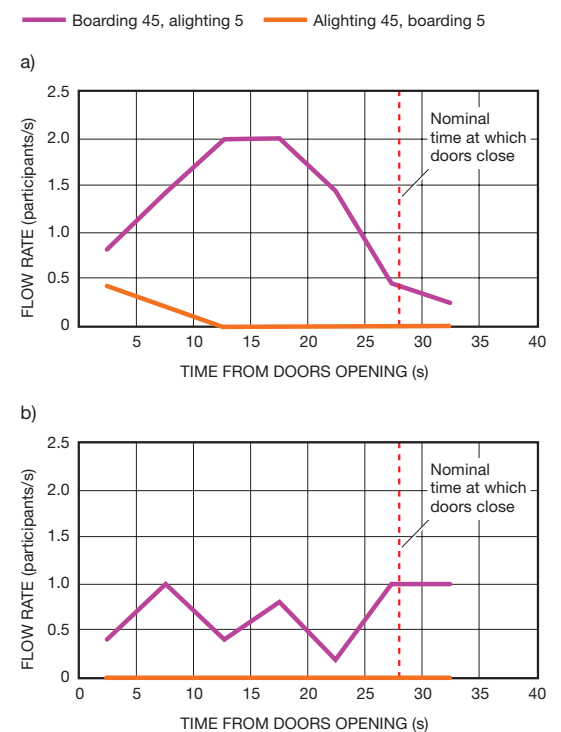 Boarding 45, alighting 5 Alighting 45, boarding 5
a)
2.5
2.0
1.5
1.0
0.5
0
FLOW RATE (participants/s)
Nominal
time at which
doors close
5 10 15 20 25 30 35 40
TIME FROM DOORS OPENING (s)
b)
2.5
2.0
1.5
1.0
0.5
0
FLOW RATE (participants/s)
Nominal
time at which
doors close
0 5 10 15 20 25 30 35 40
TIME FROM DOORS OPENING (s)